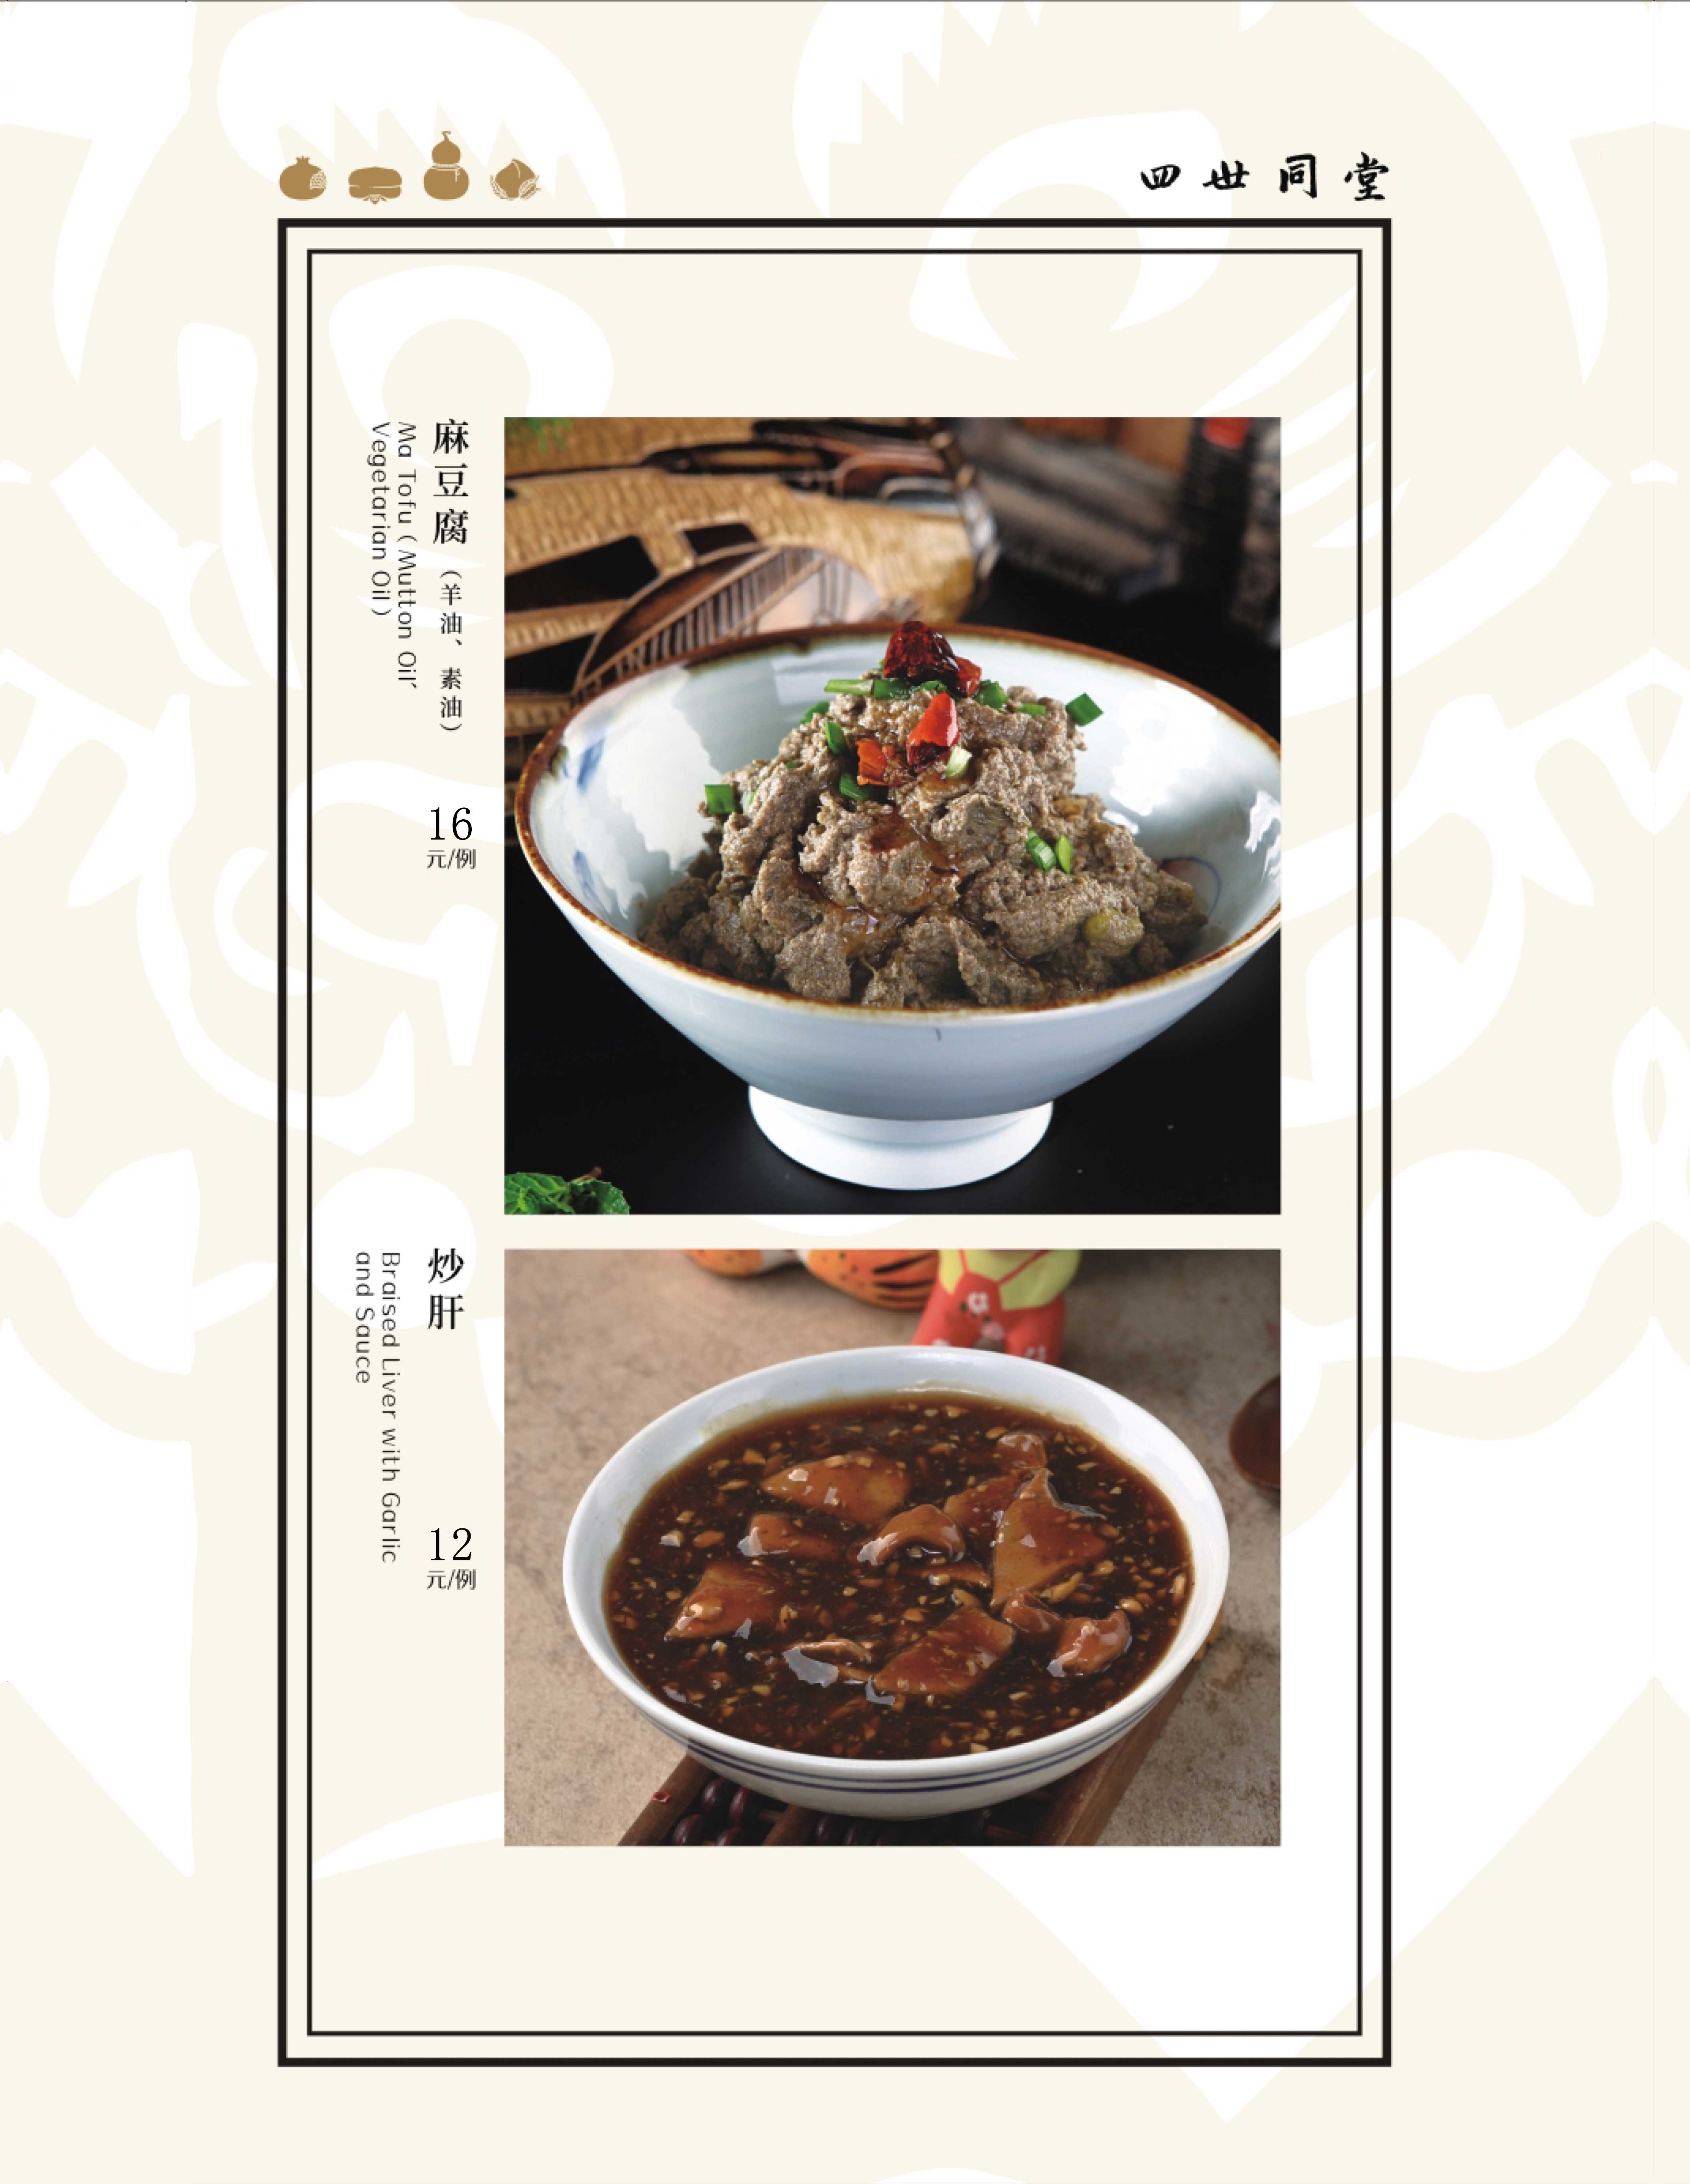 四世同堂
麻豆腐（羊油、素油）
Ma Tofu (Mutton Oil、
Vegetarian Oil)
16
元/例
炒肝
Braised Liver with Garlic
and Sauce
12
元/例